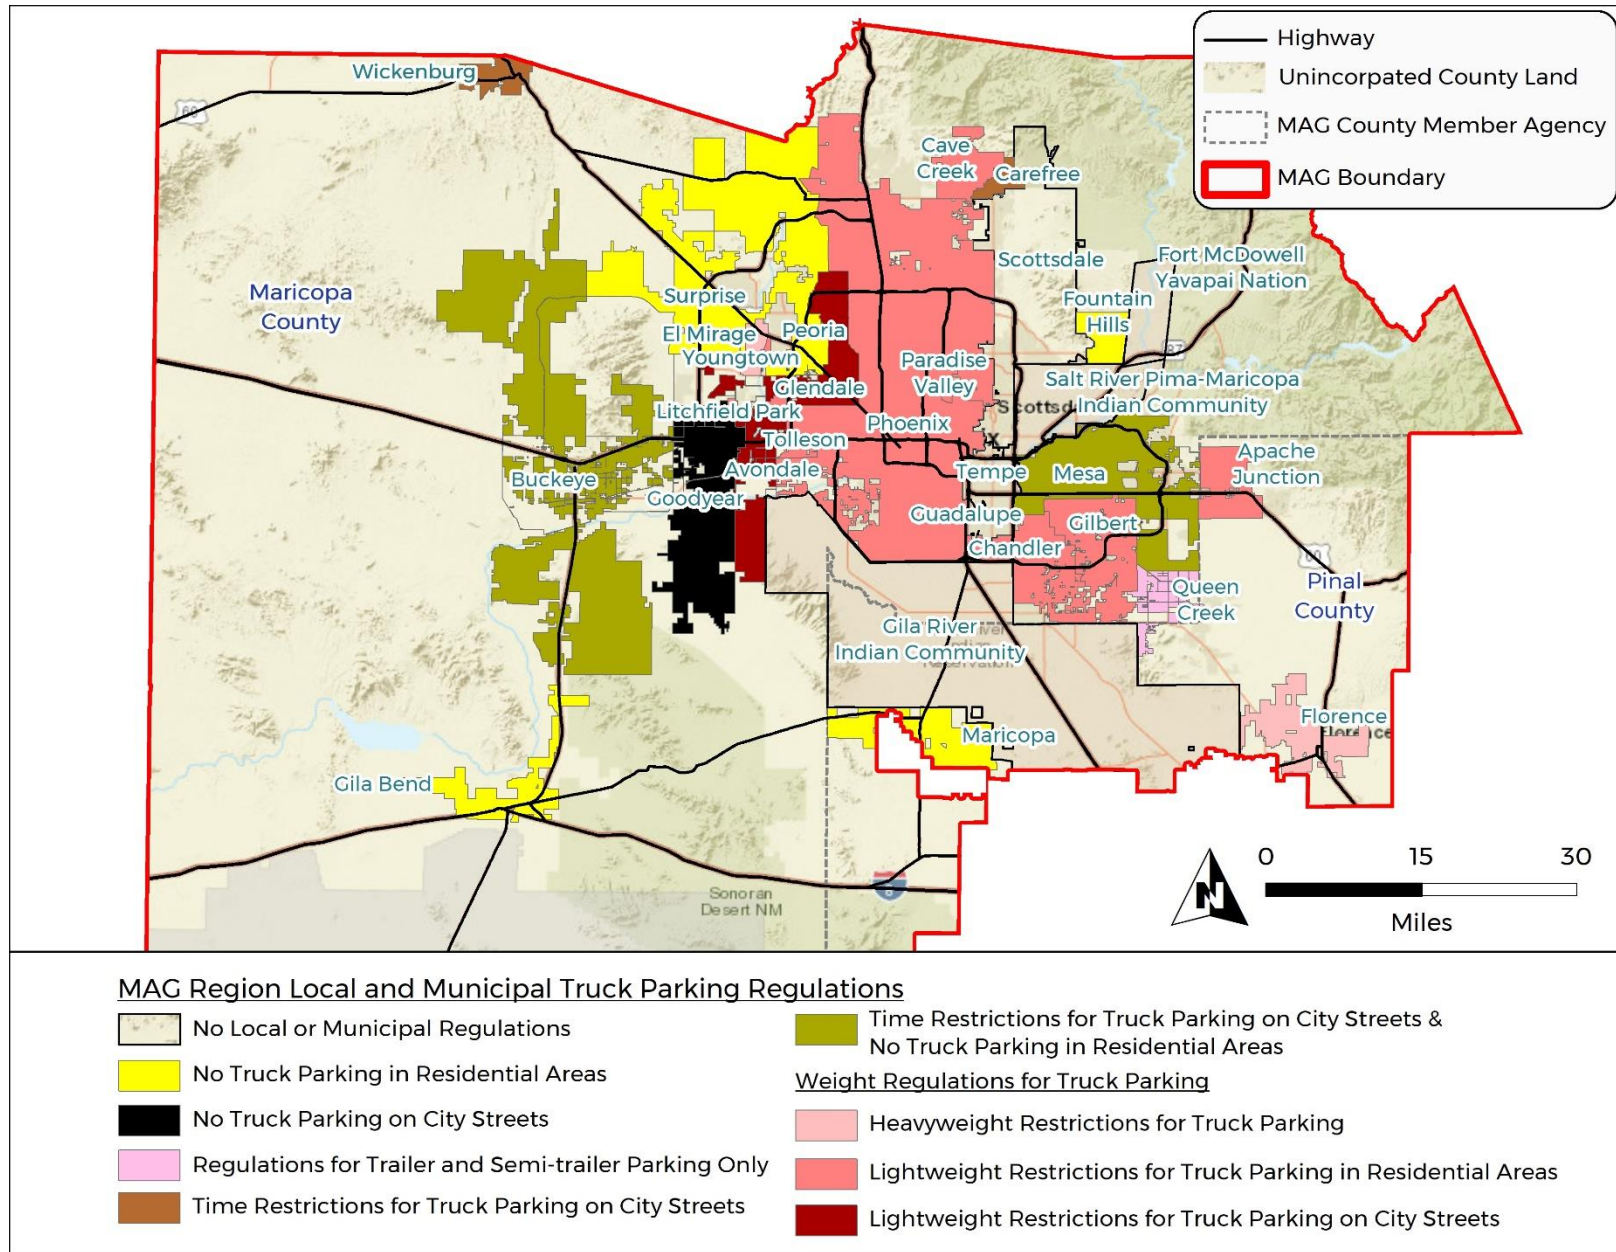 Highway
Unincorpated County Land
MAG County Member Agency
MAG Boundary
Wickenburg
60
Cave
Creek
Carefree
Scottsdale
Fort McDowell
Yavapai Nation
Maricopa
County
Surprise
Fountain
Hills
El Mirage
Peoria
Youngtown
87
Paradise
Valley
Glendale
Salt River Pima-Maricopa
Indian Community
Scottsd
Litchfield Park
Phoenix
Tolleson
Avondale
Tempe
Mesa
Apache
Junction
Buckeye
Goodyear
Guadalupe
Gilbert
Chandler
60
Queen
Creek
Pinal
County
Gila River
Indian Community
Florence
Florence
Maricopa
Gila Bend
8
Sonoran
Desert NM
N
0 15 30
Miles
MAG Region Local and Municipal Truck Parking Regulations
No Local or Municipal Regulations
No Truck Parking in Residential Areas
No Truck Parking on City Streets
Regulations for Trailer and Semi-trailer Parking Only
Time Restrictions for Truck Parking on City Streets
Time Restrictions for Truck Parking on City Streets &
No Truck Parking in Residential Areas
Weight Regulations for Truck Parking
Heavyweight Restrictions for Truck Parking
Lightweight Restrictions for Truck Parking in Residential Areas
Lightweight Restrictions for Truck Parking on City Streets